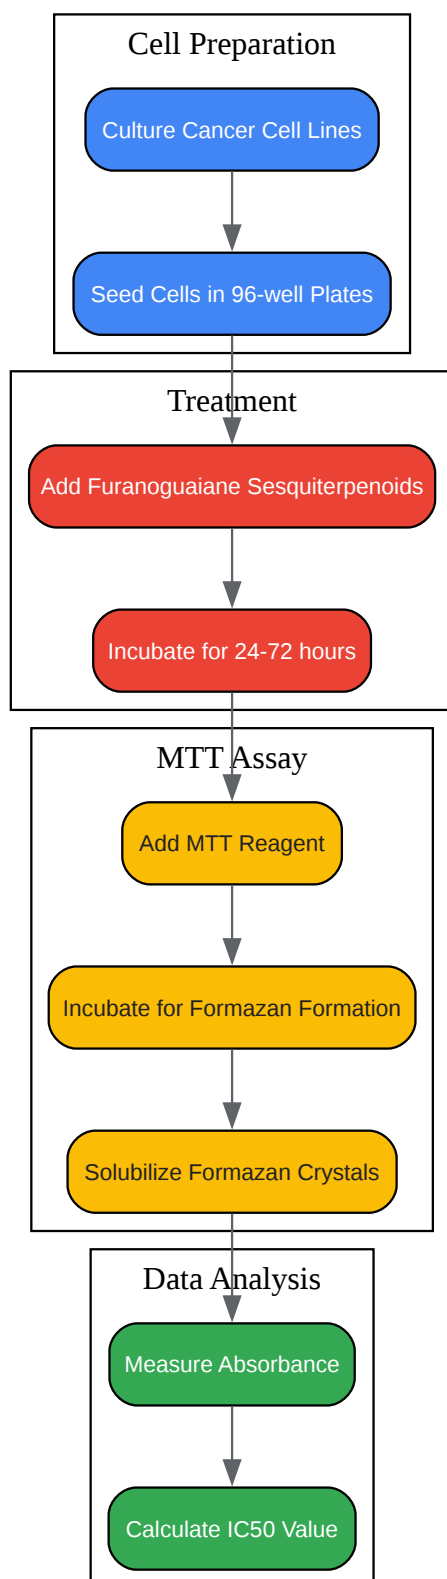 Cell Preparation
Culture Cancer Cell Lines
Seed Cells in 96-well Plates
Treatment
Add Furanoguaiane Sesquiterpenoids
Incubate for 24-72 hours
MTT Assay
Add MTT Reagent
Incubate for Formazan Formation
Solubilize Formazan Crystals
Data Analysis
Measure Absorbance
Calculate IC50 Value